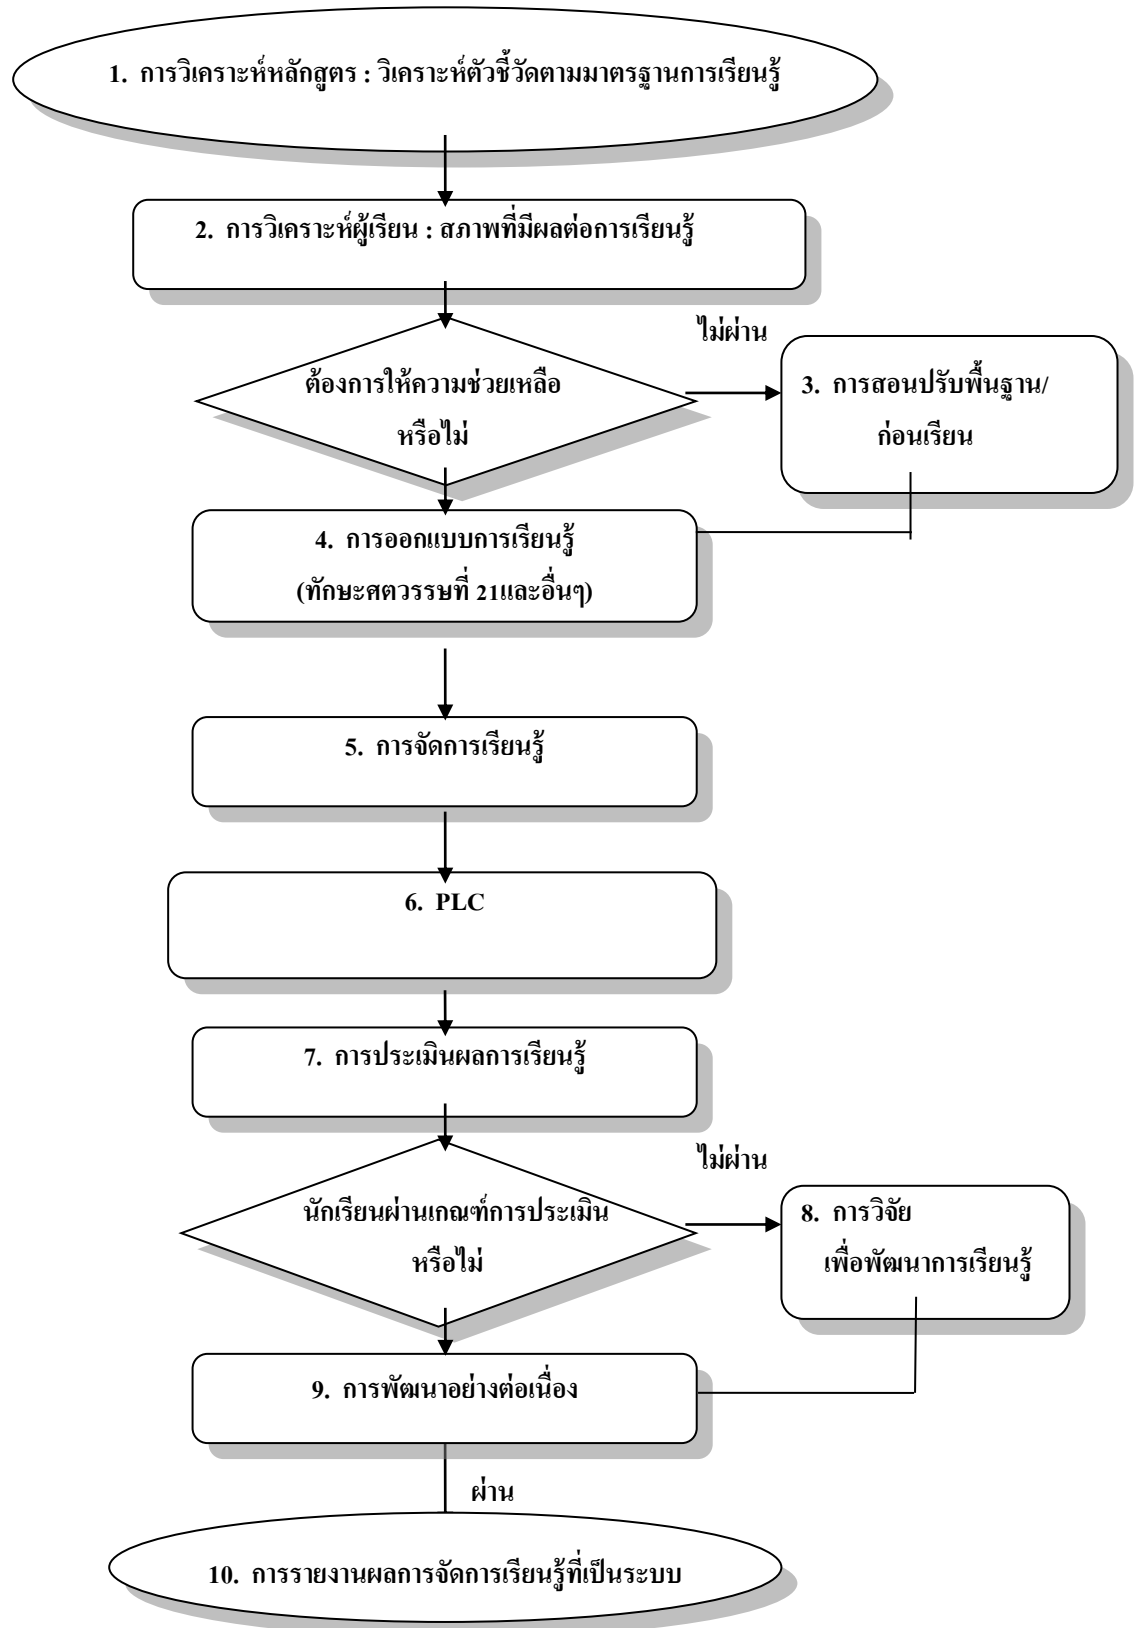 1. การวิเคราะห์หลักสูตร : วิเคราะห์ตัวชี้วัดตามมาตรฐานการเรียนรู้
2. การวิเคราะห์ผู้เรียน : สภาพที่มีผลต่อการเรียนรู้
ไม่ผ่าน
ต้องการให้ความช่วยเหลือ
หรือไม่
3. การสอนปรับพื้นฐาน/
ก่อนเรียน
4. การออกแบบการเรียนรู้
(ทักษะศตวรรษที่ 21และอื่นๆ)
5. การจัดการเรียนรู้
6. PLC
7. การประเมินผลการเรียนรู้
ไม่ผ่าน
นักเรียนผ่านเกณฑ์การประเมิน
หรือไม่
8. การวิจัย
เพื่อพัฒนาการเรียนรู้
9. การพัฒนาอย่างต่อเนื่อง
ผ่าน
10. การรายงานผลการจัดการเรียนรู้ที่เป็นระบบ